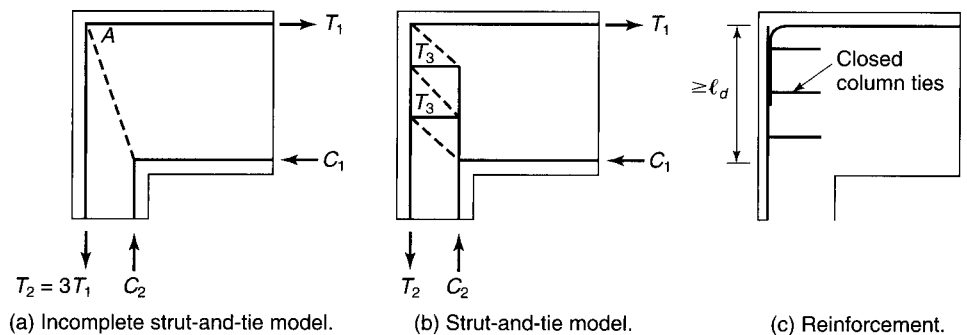 A
T₁
C₁
T₂ = 3T₁
C₂
(a) Incomplete strut-and-tie model.
T₃
T₃
T₁
C₁
T₂
C₂
(b) Strut-and-tie model.
≥ℓd
Closed
column ties
(c) Reinforcement.